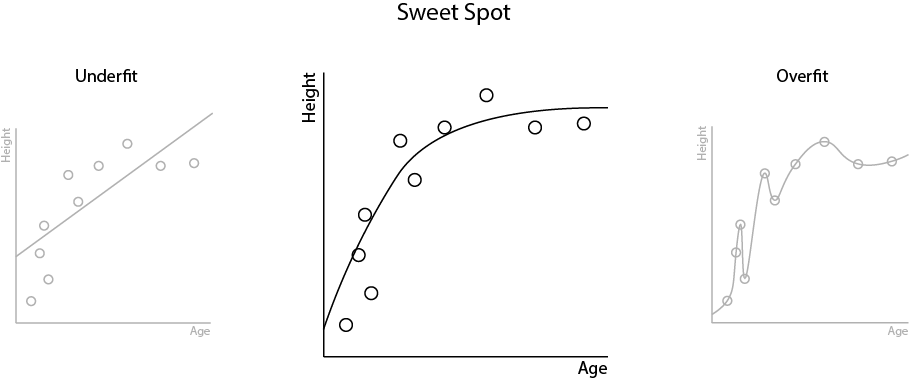 Sweet Spot
Underfit
Height
Age
Height
Age
Overfit
Height
Age